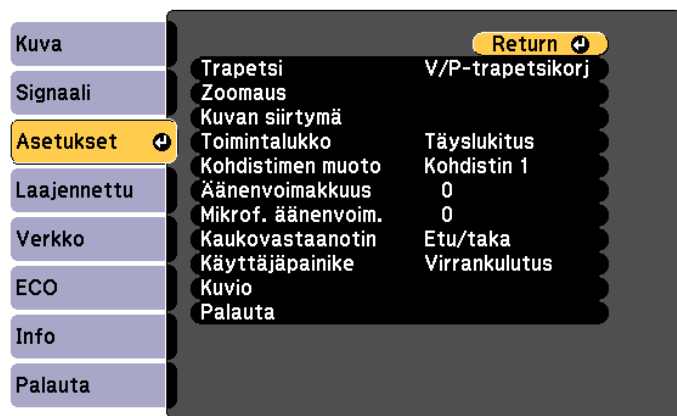 Kuva
Signaali
Asetukset
Laajennettu
Verkko
ECO
Info
Palauta
Return
Trapetsi V/P-trapetsikorj
Zoomaus
Kuvan siirtymä
Toimintalukko Täyslukitus
Kohdistimen muoto Kohdistin 1
Äänenvoimakkuus 0
Mikrof. äänenvoim. 0
Kaukovastaanotin Etu/taka
Käyttäjäpainike Virrankulutus
Kuvio
Palauta